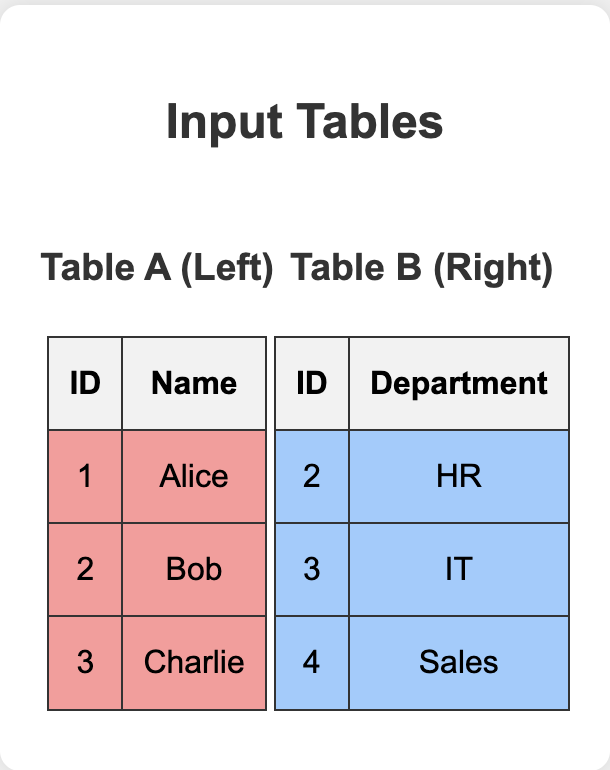 Input Tables
Table A (Left) Table B (Right)
ID Name ID Department
1 Alice 2 HR
2 Bob 3 IT
3 Charlie 4 Sales